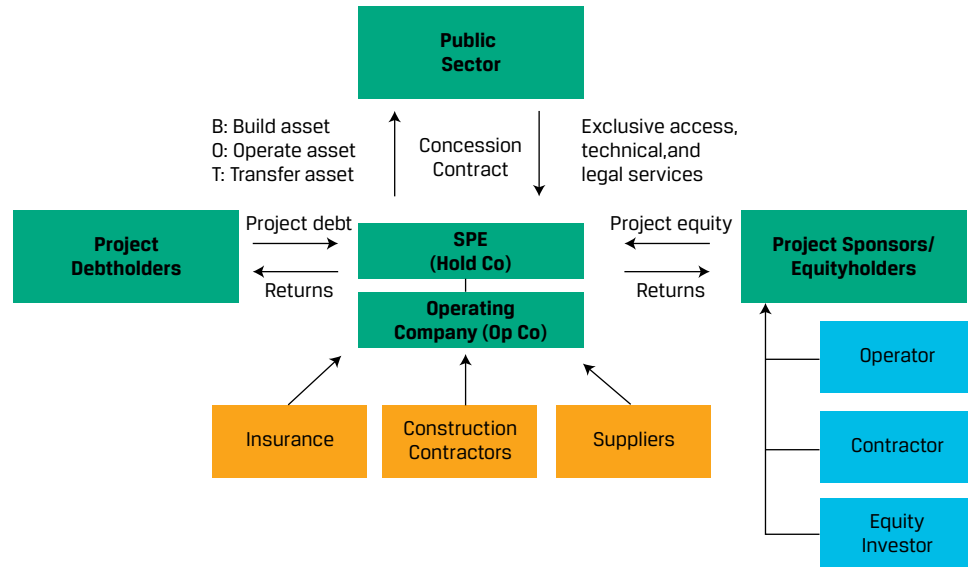 Public
Sector
B: Build asset
O: Operate asset
T: Transfer asset
Concession
Contract
Exclusive access,
technical,and
legal services
Project
Debtholders
Project debt
Returns
SPE
(Hold Co)
Operating
Company (Op Co)
Project equity
Returns
Project Sponsors/
Equityholders
Operator
Contractor
Equity
Investor
Insurance
Construction
Contractors
Suppliers